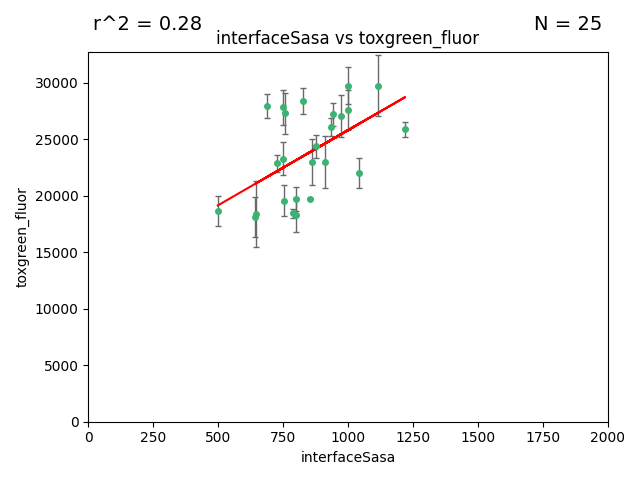 r^2 = 0.28
N = 25
interfaceSasa vs toxgreen_fluor
30000
25000
20000
15000
10000
5000
0
toxgreen_fluor
0 250 500 750 1000 1250 1500 1750 2000
interfaceSasa